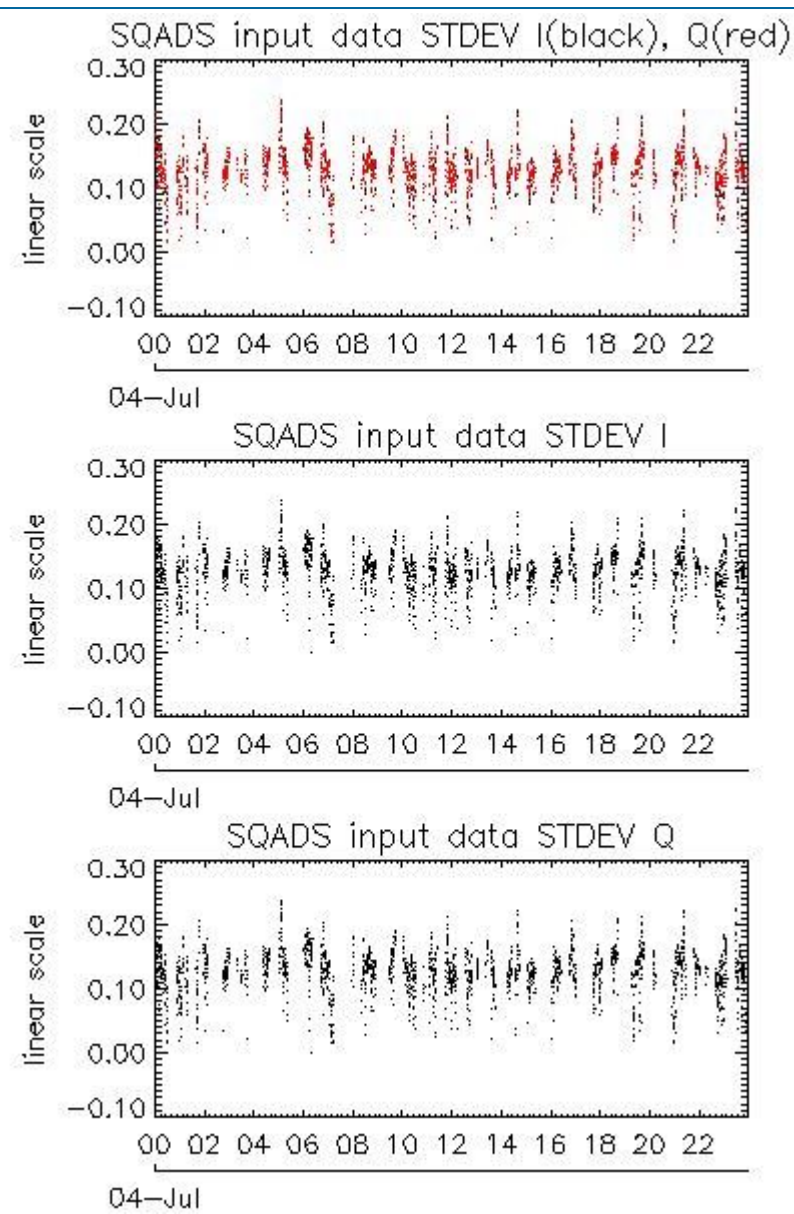 SQADS input data STDEV I(black), Q(red)
0.30
0.20
0.10
0.00
-0.10
linear scale
00 02 04 06 08 10 12 14 16 18 20 22
04-Jul
SQADS input data STDEV I
0.30
0.20
0.10
0.00
-0.10
linear scale
00 02 04 06 08 10 12 14 16 18 20 22
04-Jul
SQADS input data STDEV Q
0.30
0.20
0.10
0.00
-0.10
linear scale
00 02 04 06 08 10 12 14 16 18 20 22
04-Jul